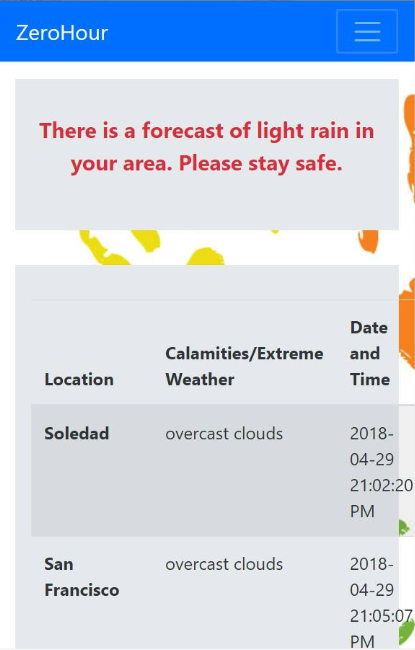 ZeroHour
There is a forecast of light rain in
your area. Please stay safe.
Location
Calamities/Extreme
Weather
Date
and
Time
Soledad
overcast clouds
2018-
04-29
21:02:20
PM
San
Francisco
overcast clouds
2018-
04-29
21:05:07
PM